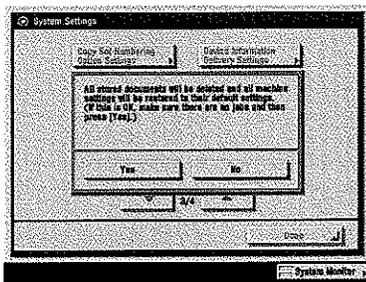 System Settings
Copy Set Numbering
Option Settings
Device Information
Delivery Settings
All stored documents will be deleted and all machine
settings will be restored to their default settings.
(If this is OK, make sure there are no jobs and then
press [Yes].)
Yes
No
3/4
Done
System Monitor